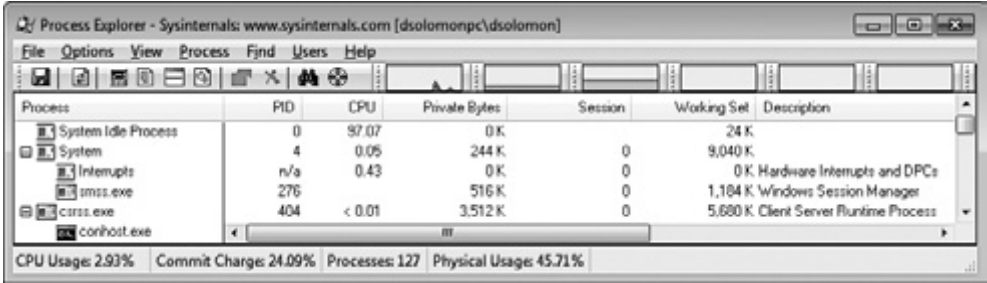 Process Explorer - Sysinternals: www.sysinternals.com [dsolomonpc\dsolomon]
File Options View Process Find Users Help
Process PID CPU Private Bytes Session Working Set Description
System Idle Process 0 97.07 0 K 24 K
System 4 0.05 244 K 0 9,040 K
Interrupts n/a 0.43 0 K 0 0 K Hardware Interrupts and DPCs
smss.exe 276 516 K 0 1,184 K Windows Session Manager
csrss.exe 404 < 0.01 3,512 K 0 5,680 K Client Server Runtime Process
conhost.exe
CPU Usage: 2.93% Commit Charge: 24.09% Processes: 127 Physical Usage: 45.71%